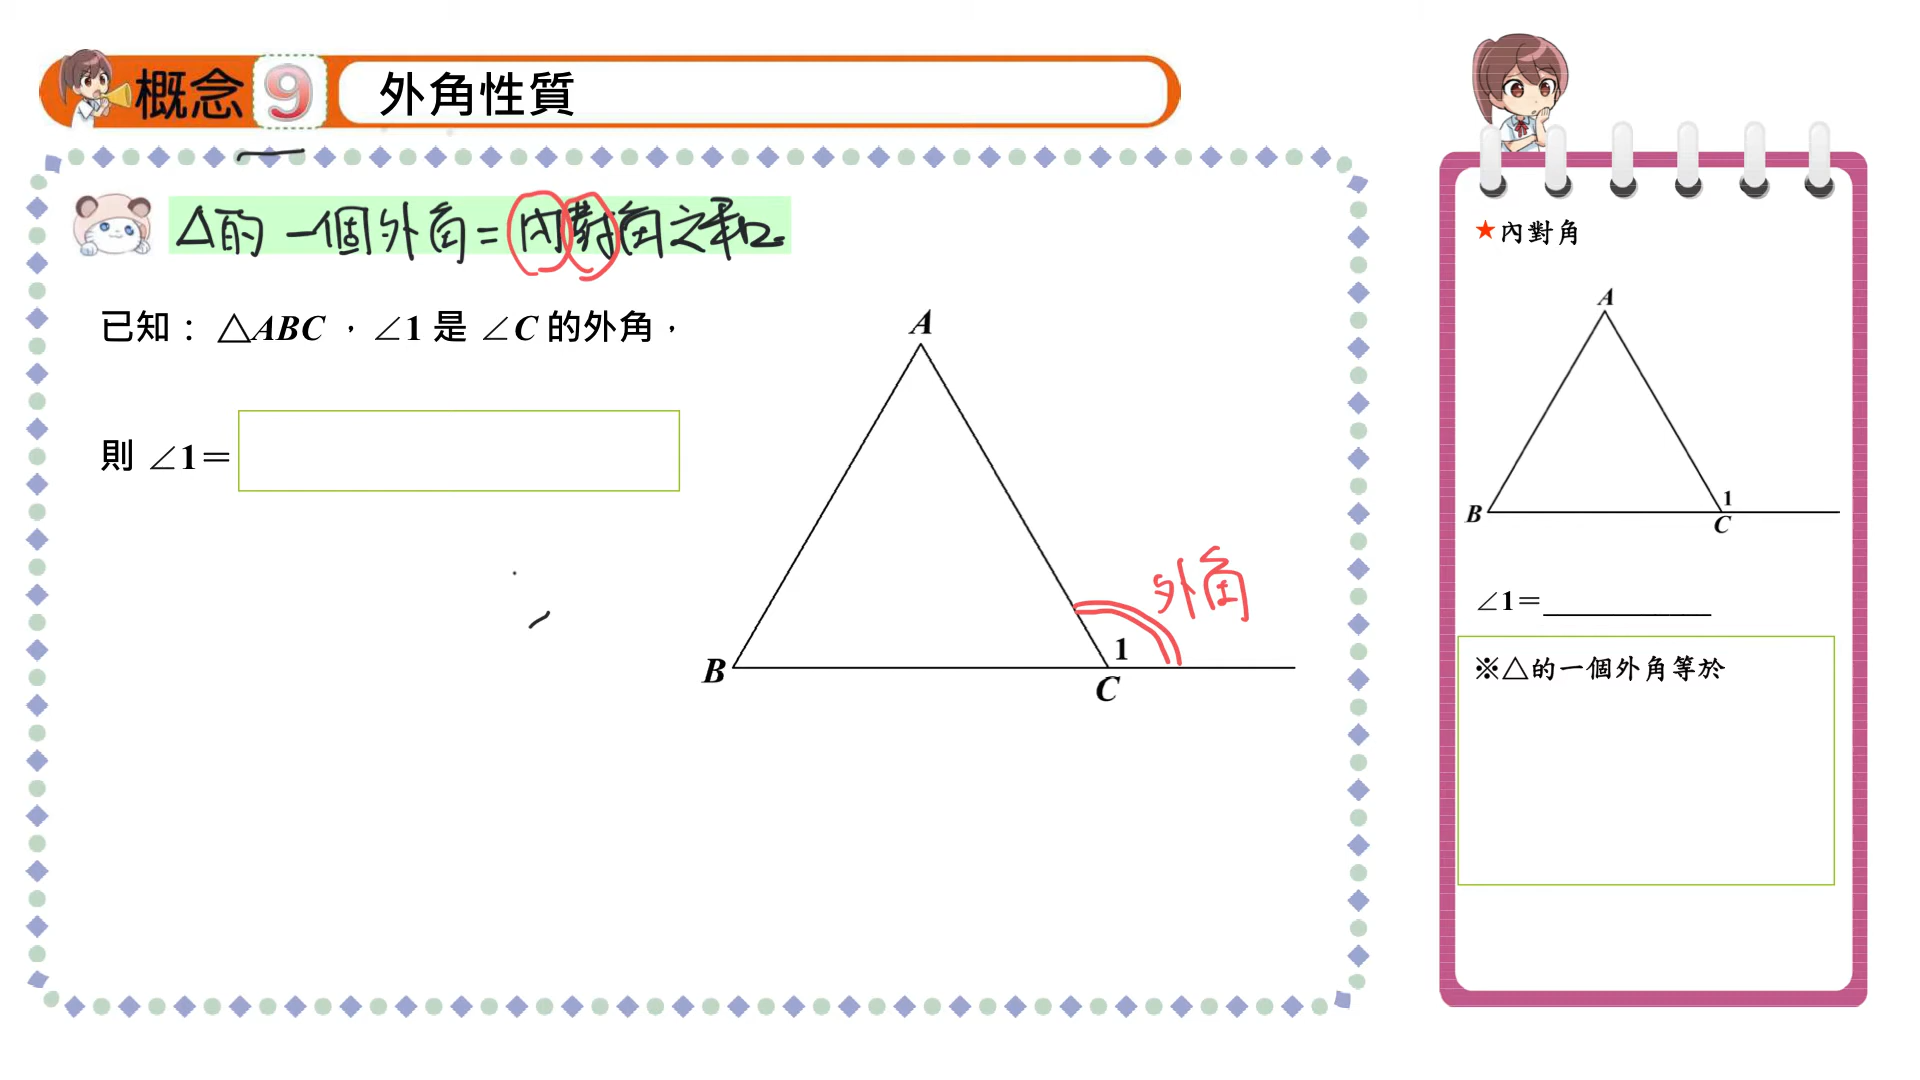 概念 9 外角性質
△的一個外角=內對角之和
已知：△ABC，∠1 是 ∠C 的外角，
則 ∠1＝
A
B
C
1
外角
★內對角
A
B
C
1
∠1＝____________
※△的一個外角等於